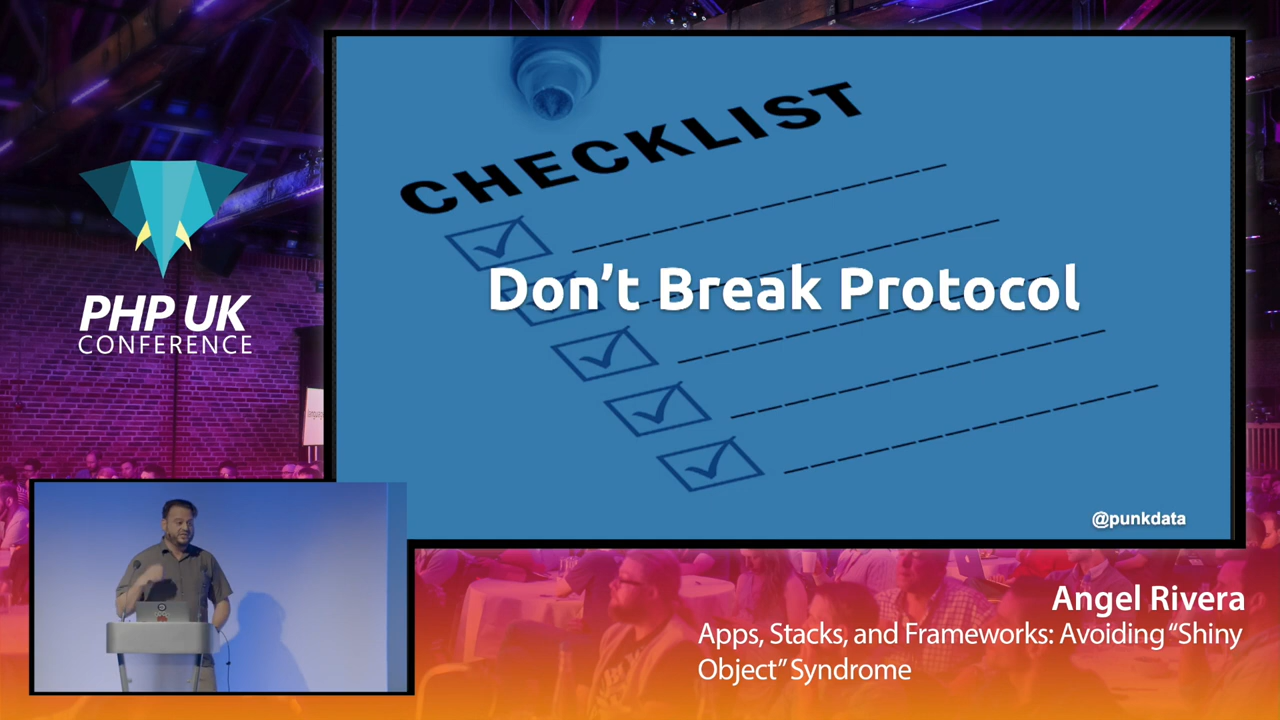 CHECKLIST
Don't Break Protocol
@punkdata
PHP UK
CONFERENCE
Angel Rivera
Apps, Stacks, and Frameworks: Avoiding “Shiny
Object” Syndrome